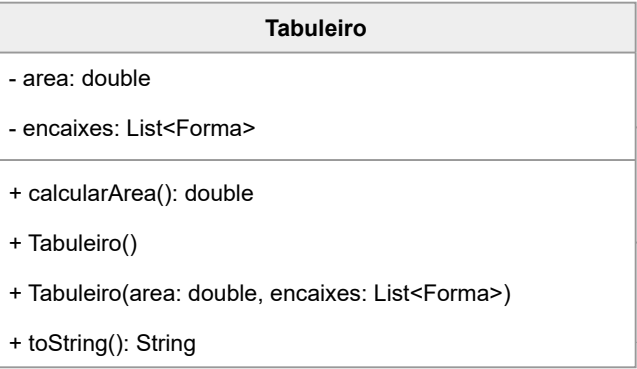 Tabuleiro
- area: double
- encaixes: List<Forma>
+ calcularArea(): double
+ Tabuleiro()
+ Tabuleiro(area: double, encaixes: List<Forma>)
+ toString(): String